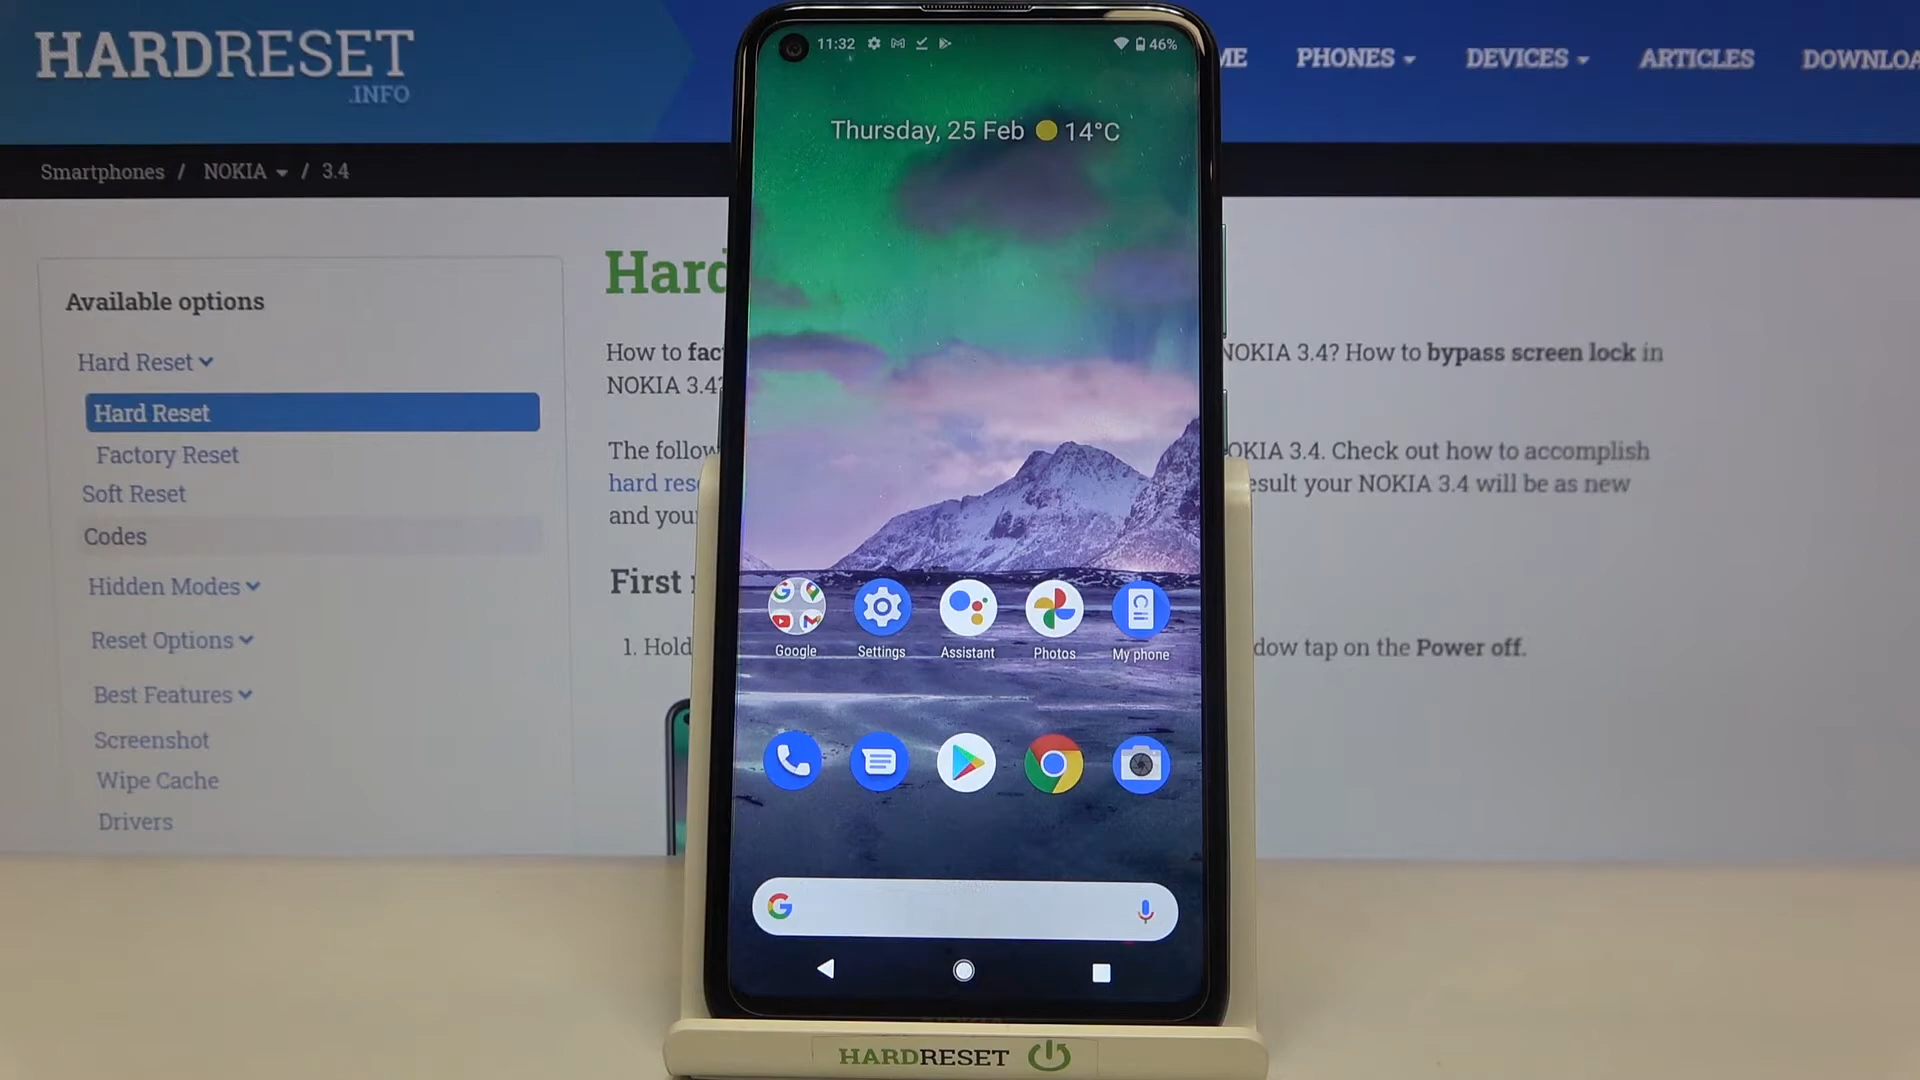 HARDRESET
.INFO
PHONES
DEVICES
ARTICLES
Smartphones / NOKIA / 3.4
Available options
Hard Reset
Hard Reset
Factory Reset
Soft Reset
Codes
Hidden Modes
Reset Options
Best Features
Screenshot
Wipe Cache
Drivers
Hard
How to fac
NOKIA 3.4? How to bypass screen lock in
NOKIA 3.4?
The follow
OKIA 3.4. Check out how to accomplish
hard res
esult your NOKIA 3.4 will be as new
and your
First
1. Hold
dow tap on the Power off.
11:32
46%
Thursday, 25 Feb 14°C
Google
Settings
Assistant
Photos
My phone
HARDRESET